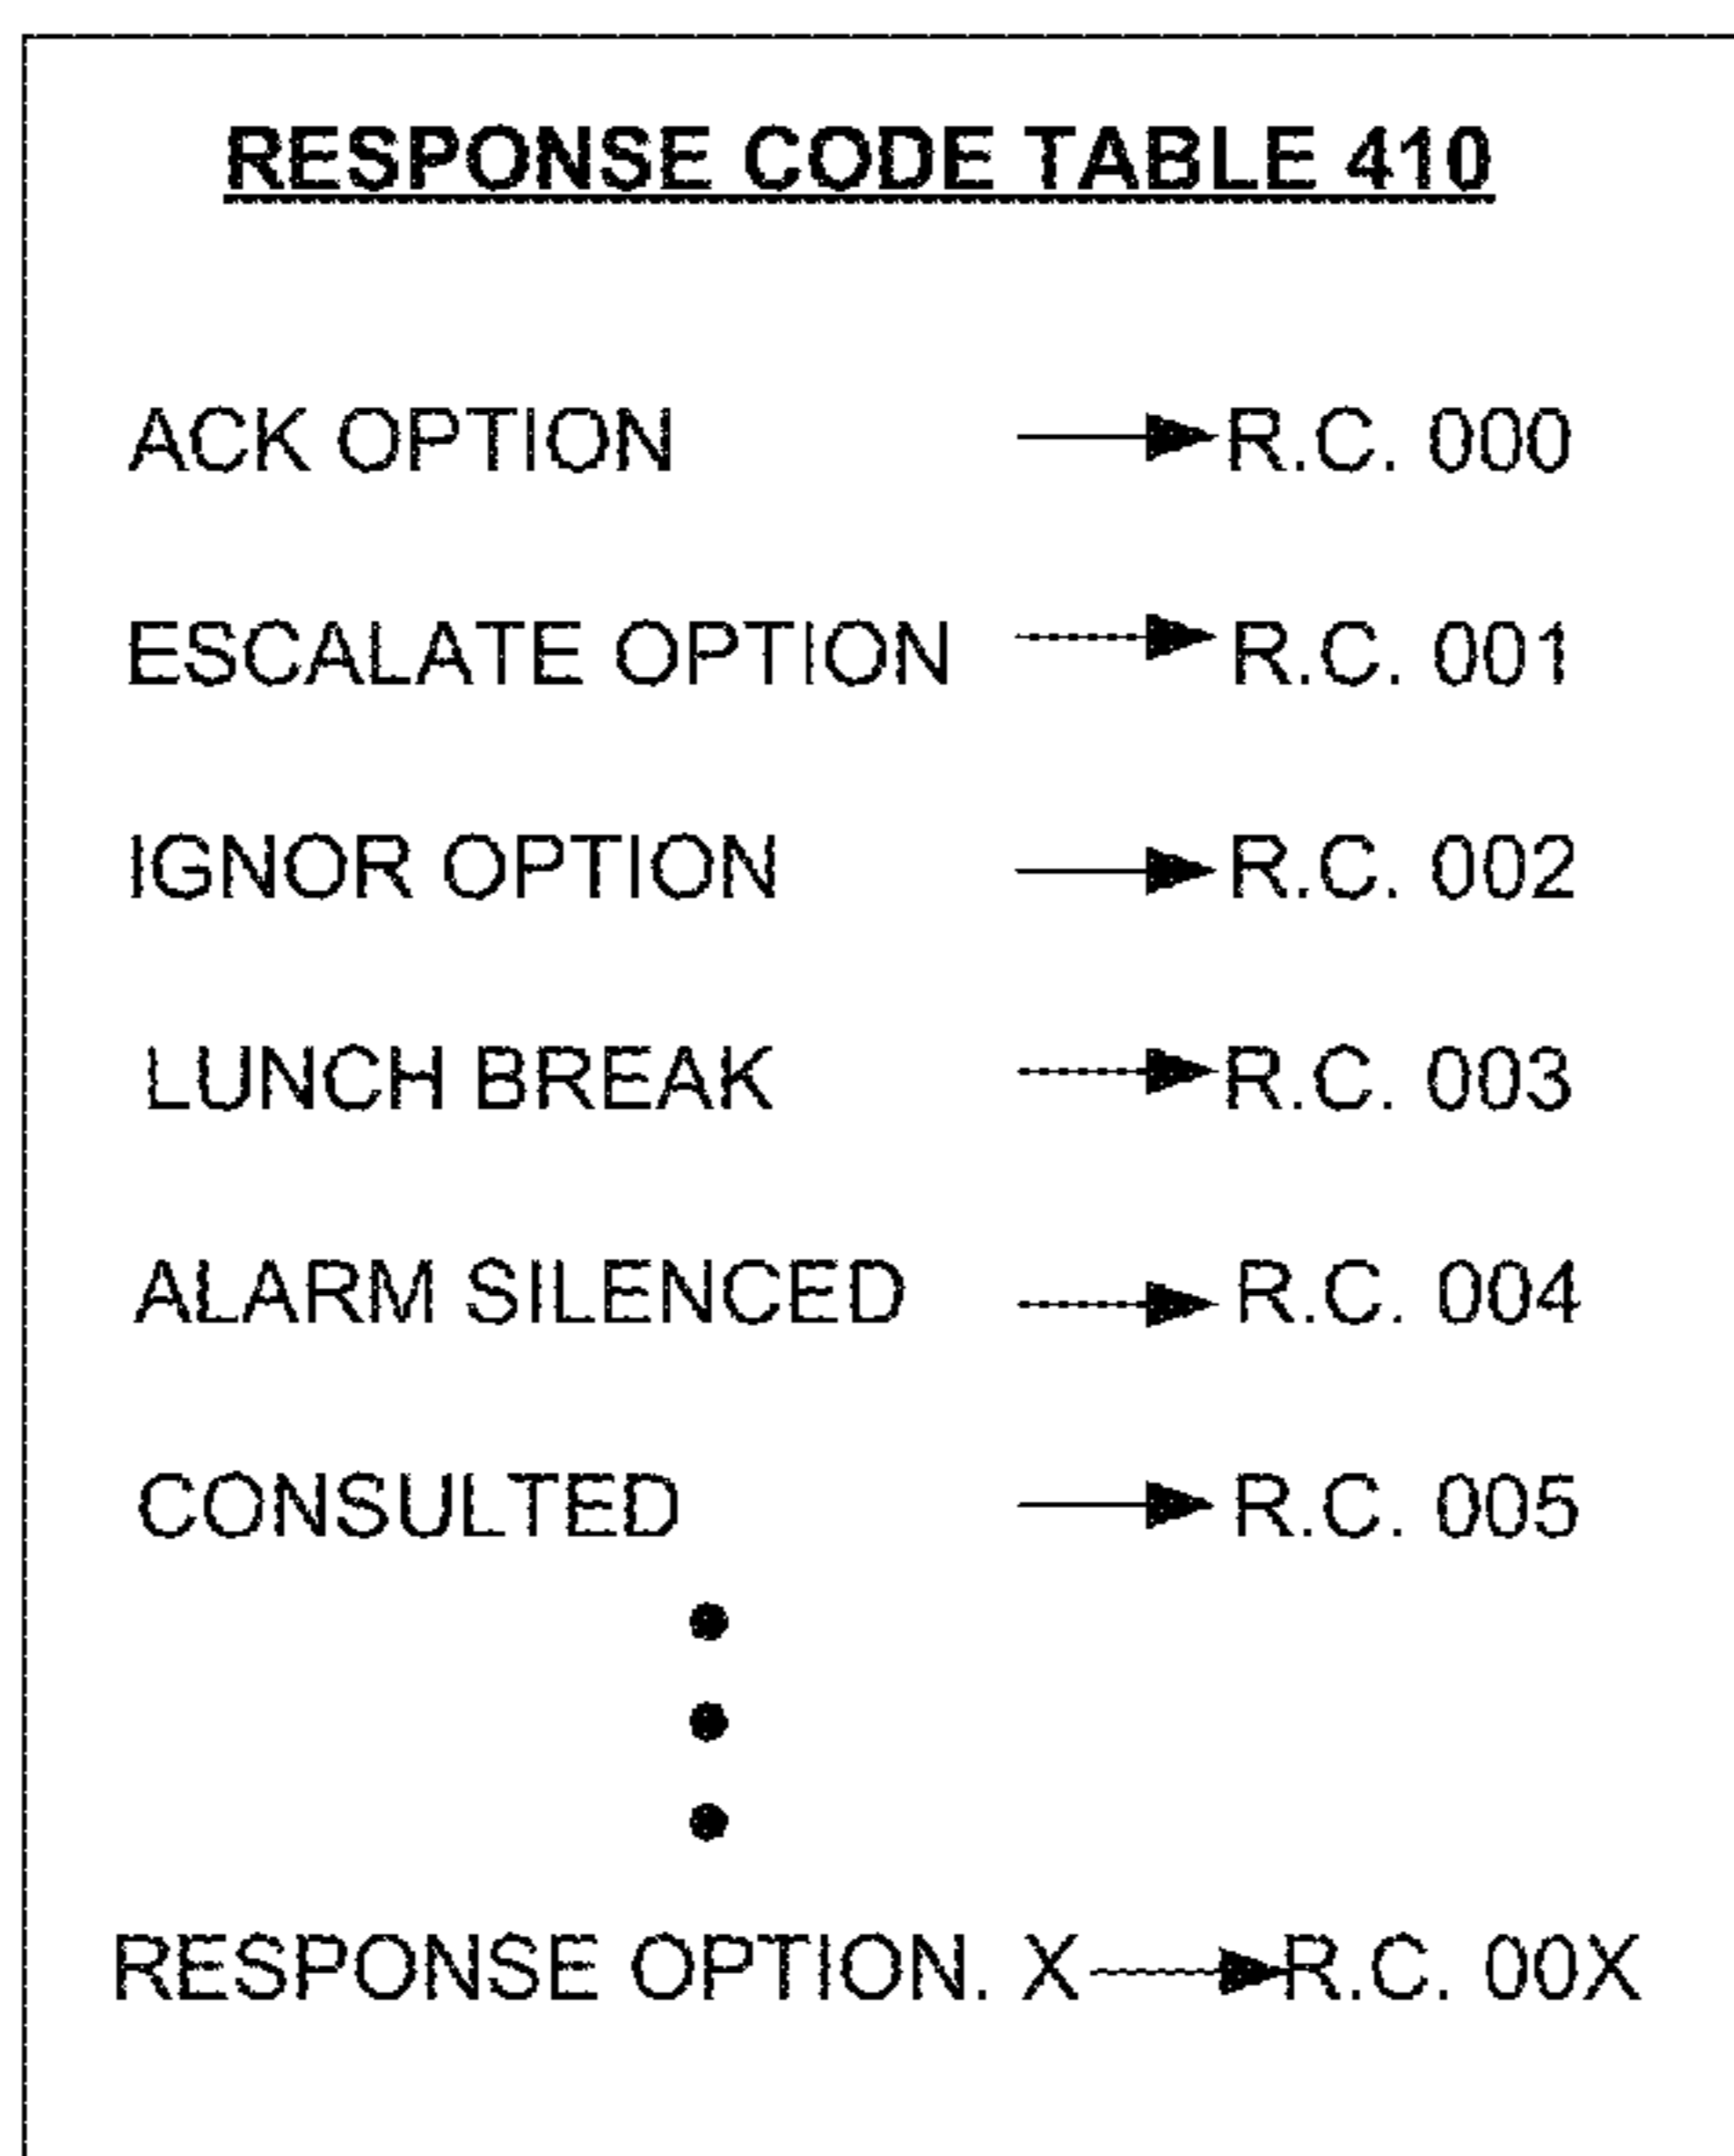 RESPONSE CODE TABLE 410
ACK OPTION R.C. 000
ESCALATE OPTION R.C. 001
IGNOR OPTION R.C. 002
LUNCH BREAK R.C. 003
ALARM SILENCED R.C. 004
CONSULTED R.C. 005
RESPONSE OPTION. X R.C. 00X